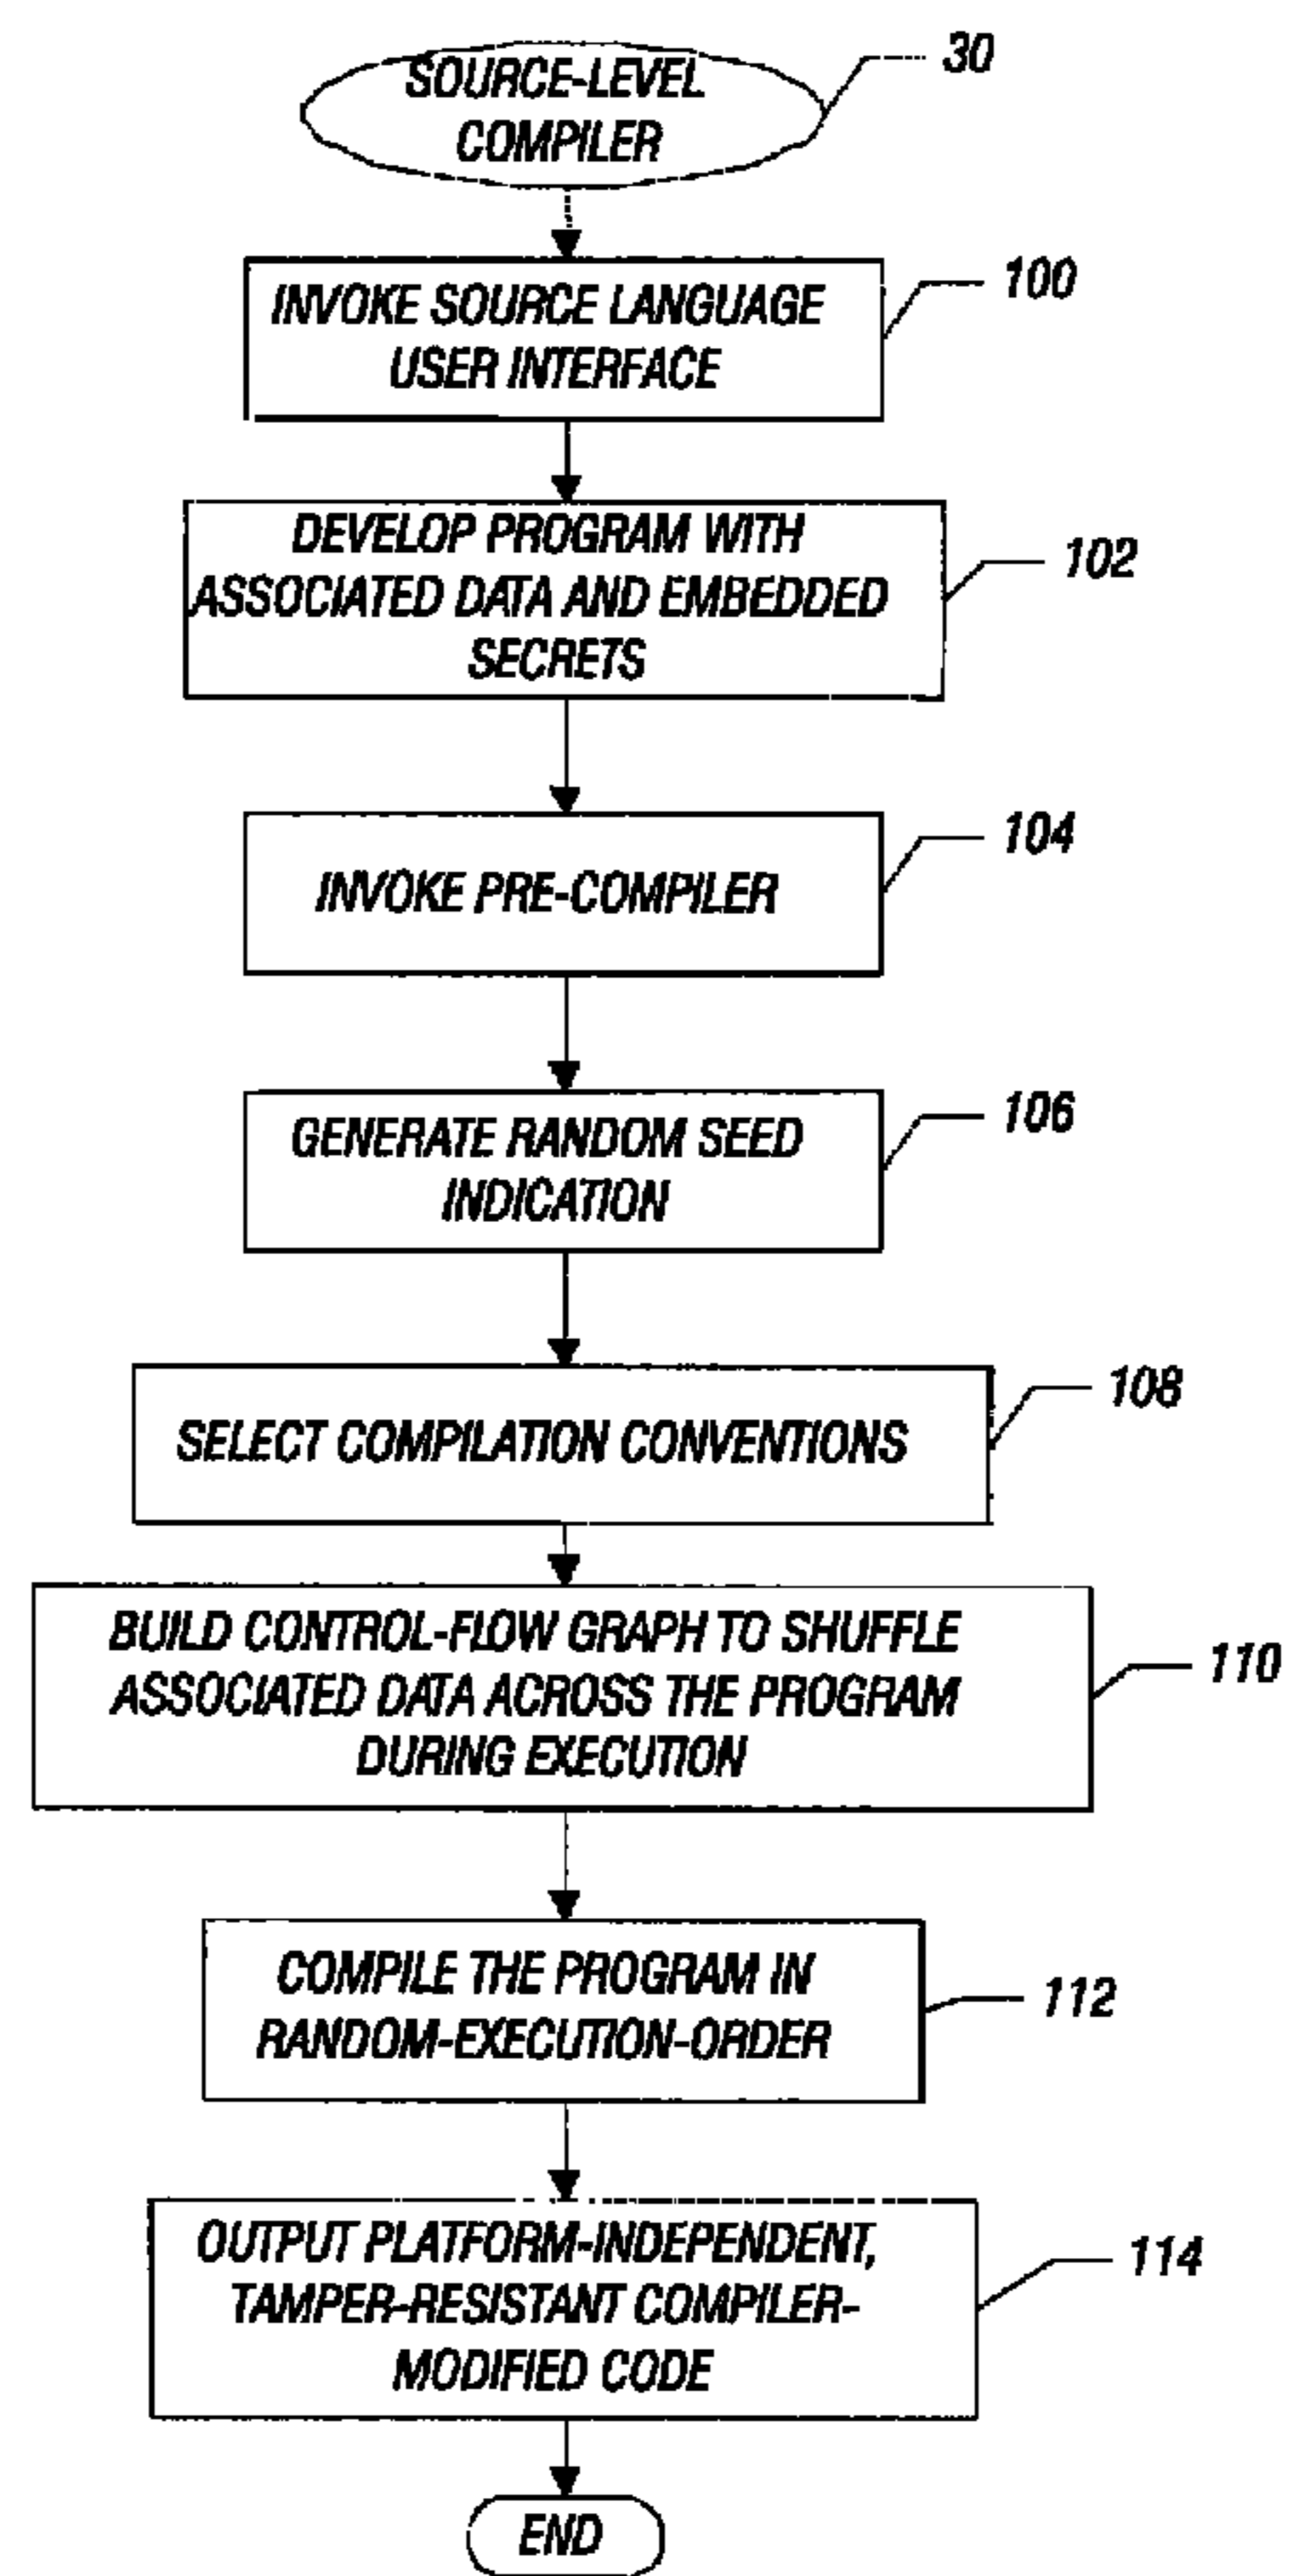 SOURCE-LEVEL
COMPILER
30
INVOKE SOURCE LANGUAGE
USER INTERFACE
100
DEVELOP PROGRAM WITH
ASSOCIATED DATA AND EMBEDDED
SECRETS
102
INVOKE PRE-COMPILER
104
GENERATE RANDOM SEED
INDICATION
106
SELECT COMPILATION CONVENTIONS
108
BUILD CONTROL-FLOW GRAPH TO SHUFFLE
ASSOCIATED DATA ACROSS THE PROGRAM
DURING EXECUTION
110
COMPILE THE PROGRAM IN
RANDOM-EXECUTION-ORDER
112
OUTPUT PLATFORM-INDEPENDENT,
TAMPER-RESISTANT COMPILER-
MODIFIED CODE
114
END